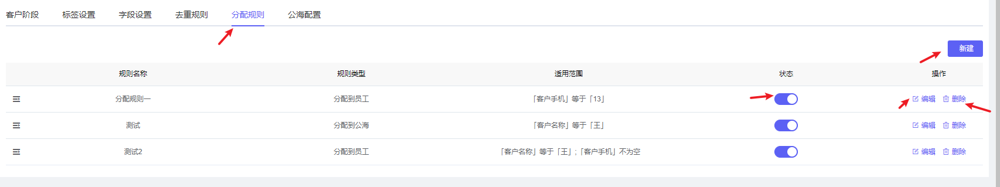 客户阶段 标签设置 字段设置 去重规则 分配规则 公海配置
新建
规则名称 规则类型 适用范围 状态 操作
分配规则一 分配到员工 「客户手机」等于「13」 编辑 删除
测试 分配到公海 「客户名称」等于「王」 编辑 删除
测试2 分配到员工 「客户名称」等于「王」;「客户手机」不为空 编辑 删除